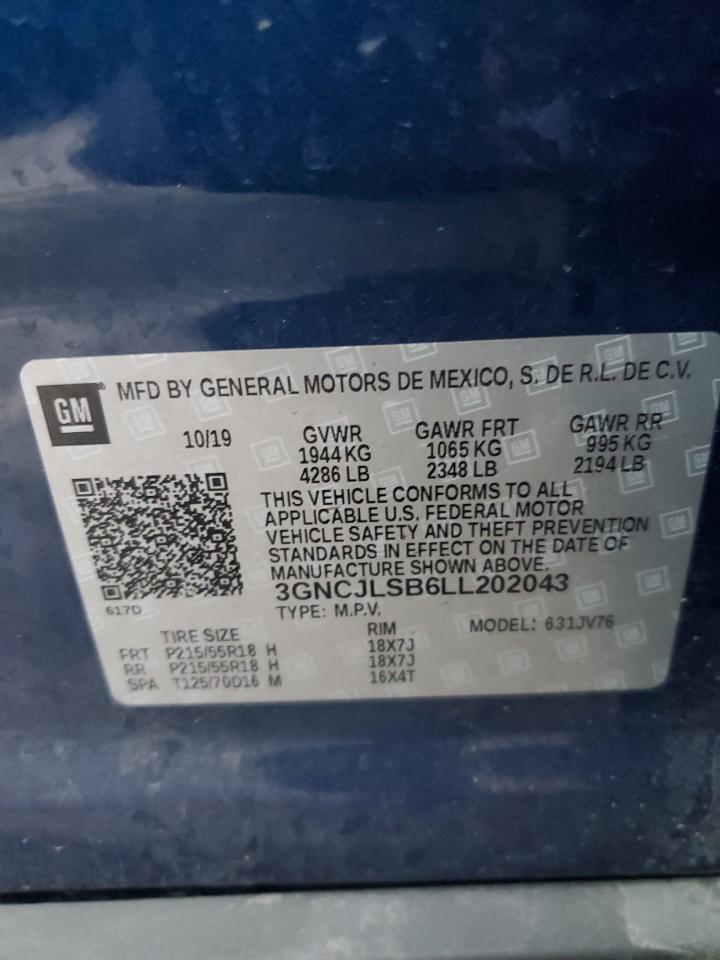 GM
MFD BY GENERAL MOTORS DE MEXICO, S. DE R.L. DE C.V.
10/19 GVWR GAWR FRT GAWR RR
1944 KG 1065 KG 995 KG
4286 LB 2348 LB 2194 LB
THIS VEHICLE CONFORMS TO ALL
APPLICABLE U.S. FEDERAL MOTOR
VEHICLE SAFETY AND THEFT PREVENTION
STANDARDS IN EFFECT ON THE DATE OF
MANUFACTURE SHOWN ABOVE.
3GNCJLSB6LL202043
617D
TYPE: M.P.V. MODEL: 631JV76
TIRE SIZE RIM
FRT P215/55R18 H 18X7J
RR P215/55R18 H 18X7J
SPA T125/70D16 M 16X4T